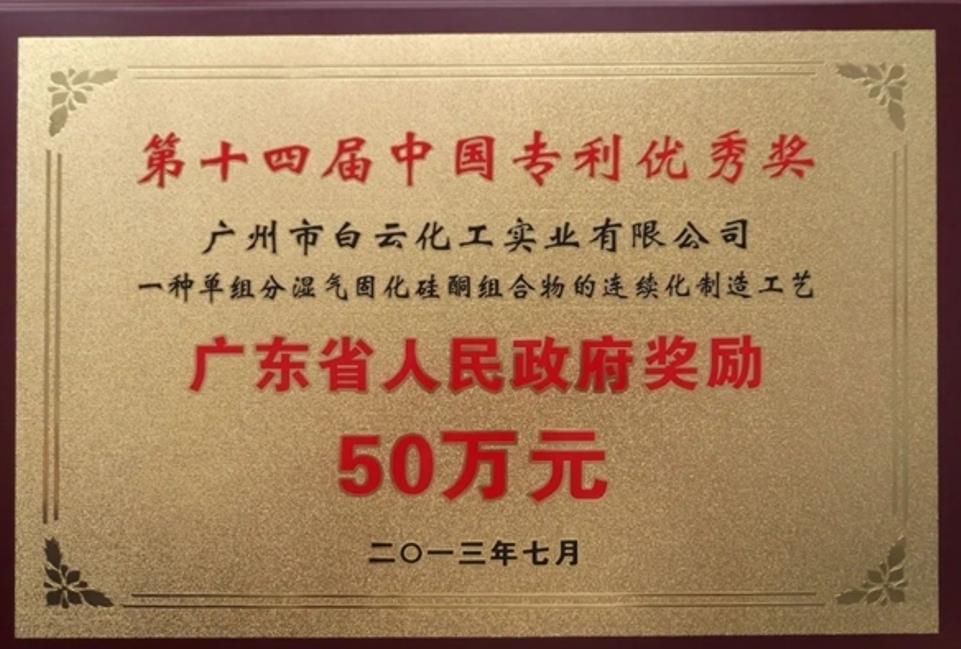 第十四届中国专利优秀奖
广州市白云化工实业有限公司
一种单组分湿气固化硅酮组合物的连续化制造工艺
广东省人民政府奖励
50万元
二〇一三年七月